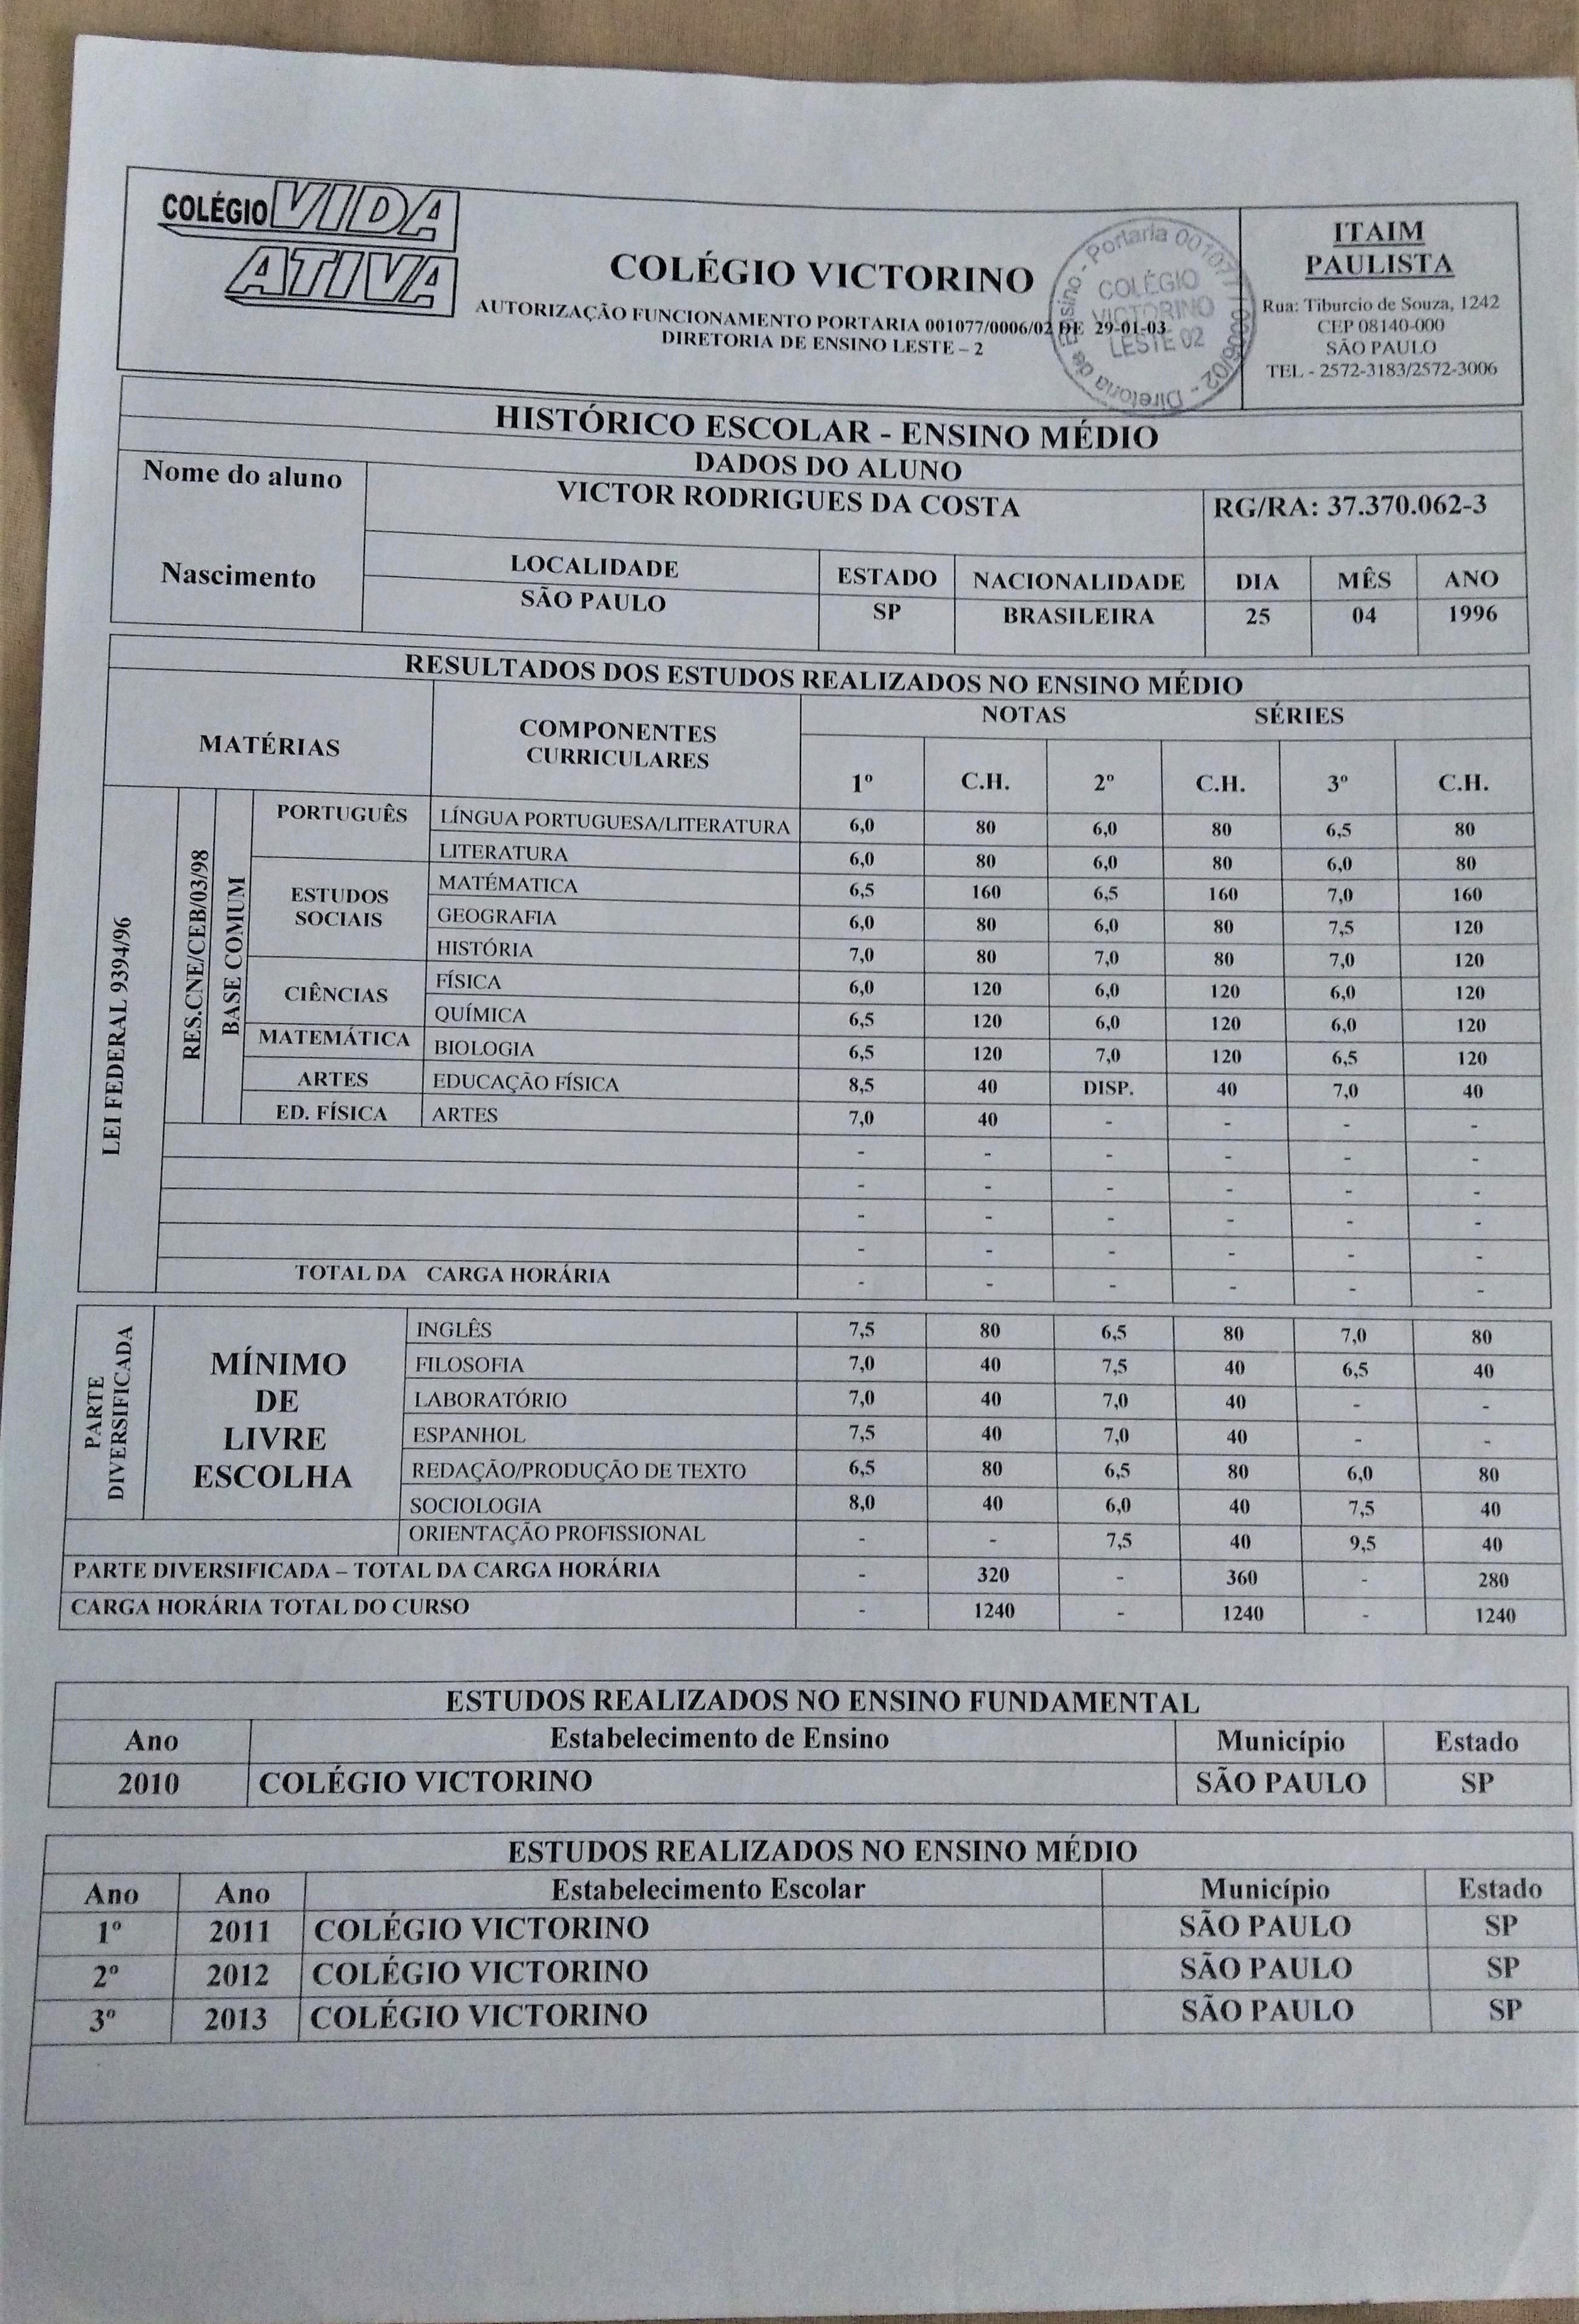 COLÉGIO VIDA
ATIVA
COLÉGIO VICTORINO
AUTORIZAÇÃO FUNCIONAMENTO PORTARIA 001077/0006/02 DE 29-01-03
DIRETORIA DE ENSINO LESTE – 2
Diretoria de Ensino - Portaria 001077/0006/02 -
COLÉGIO
VICTORINO
LESTE 02
ITAIM
PAULISTA
Rua: Tiburcio de Souza, 1242
CEP 08140-000
SÃO PAULO
TEL - 2572-3183/2572-3006
HISTÓRICO ESCOLAR - ENSINO MÉDIO
DADOS DO ALUNO
Nome do aluno VICTOR RODRIGUES DA COSTA RG/RA: 37.370.062-3
Nascimento LOCALIDADE ESTADO NACIONALIDADE DIA MÊS ANO
SÃO PAULO SP BRASILEIRA 25 04 1996
RESULTADOS DOS ESTUDOS REALIZADOS NO ENSINO MÉDIO
MATÉRIAS COMPONENTES CURRICULARES NOTAS SÉRIES
1º C.H. 2º C.H. 3º C.H.
LEI FEDERAL 9394/96
RES.CNE/CEB/03/98
BASE COMUM
PORTUGUÊS LÍNGUA PORTUGUESA/LITERATURA 6,0 80 6,0 80 6,5 80
LITERATURA 6,0 80 6,0 80 6,0 80
ESTUDOS SOCIAIS MATÉMATICA 6,5 160 6,5 160 7,0 160
GEOGRAFIA 6,0 80 6,0 80 7,5 120
HISTÓRIA 7,0 80 7,0 80 7,0 120
CIÊNCIAS FÍSICA 6,0 120 6,0 120 6,0 120
QUÍMICA 6,5 120 6,0 120 6,0 120
MATEMÁTICA BIOLOGIA 6,5 120 7,0 120 6,5 120
ARTES EDUCAÇÃO FÍSICA 8,5 40 DISP. 40 7,0 40
ED. FÍSICA ARTES 7,0 40 - - - -
- - - - - -
- - - - - -
- - - - - -
- - - - - -
TOTAL DA CARGA HORÁRIA - - - - - -
PARTE DIVERSIFICADA
MÍNIMO
DE
LIVRE
ESCOLHA
INGLÊS 7,5 80 6,5 80 7,0 80
FILOSOFIA 7,0 40 7,5 40 6,5 40
LABORATÓRIO 7,0 40 7,0 40 - -
ESPANHOL 7,5 40 7,0 40 - -
REDAÇÃO/PRODUÇÃO DE TEXTO 6,5 80 6,5 80 6,0 80
SOCIOLOGIA 8,0 40 6,0 40 7,5 40
ORIENTAÇÃO PROFISSIONAL - - 7,5 40 9,5 40
PARTE DIVERSIFICADA – TOTAL DA CARGA HORÁRIA - 320 - 360 - 280
CARGA HORÁRIA TOTAL DO CURSO - 1240 - 1240 - 1240
ESTUDOS REALIZADOS NO ENSINO FUNDAMENTAL
Ano Estabelecimento de Ensino Município Estado
2010 COLÉGIO VICTORINO SÃO PAULO SP
ESTUDOS REALIZADOS NO ENSINO MÉDIO
Ano Ano Estabelecimento Escolar Município Estado
1º 2011 COLÉGIO VICTORINO SÃO PAULO SP
2º 2012 COLÉGIO VICTORINO SÃO PAULO SP
3º 2013 COLÉGIO VICTORINO SÃO PAULO SP